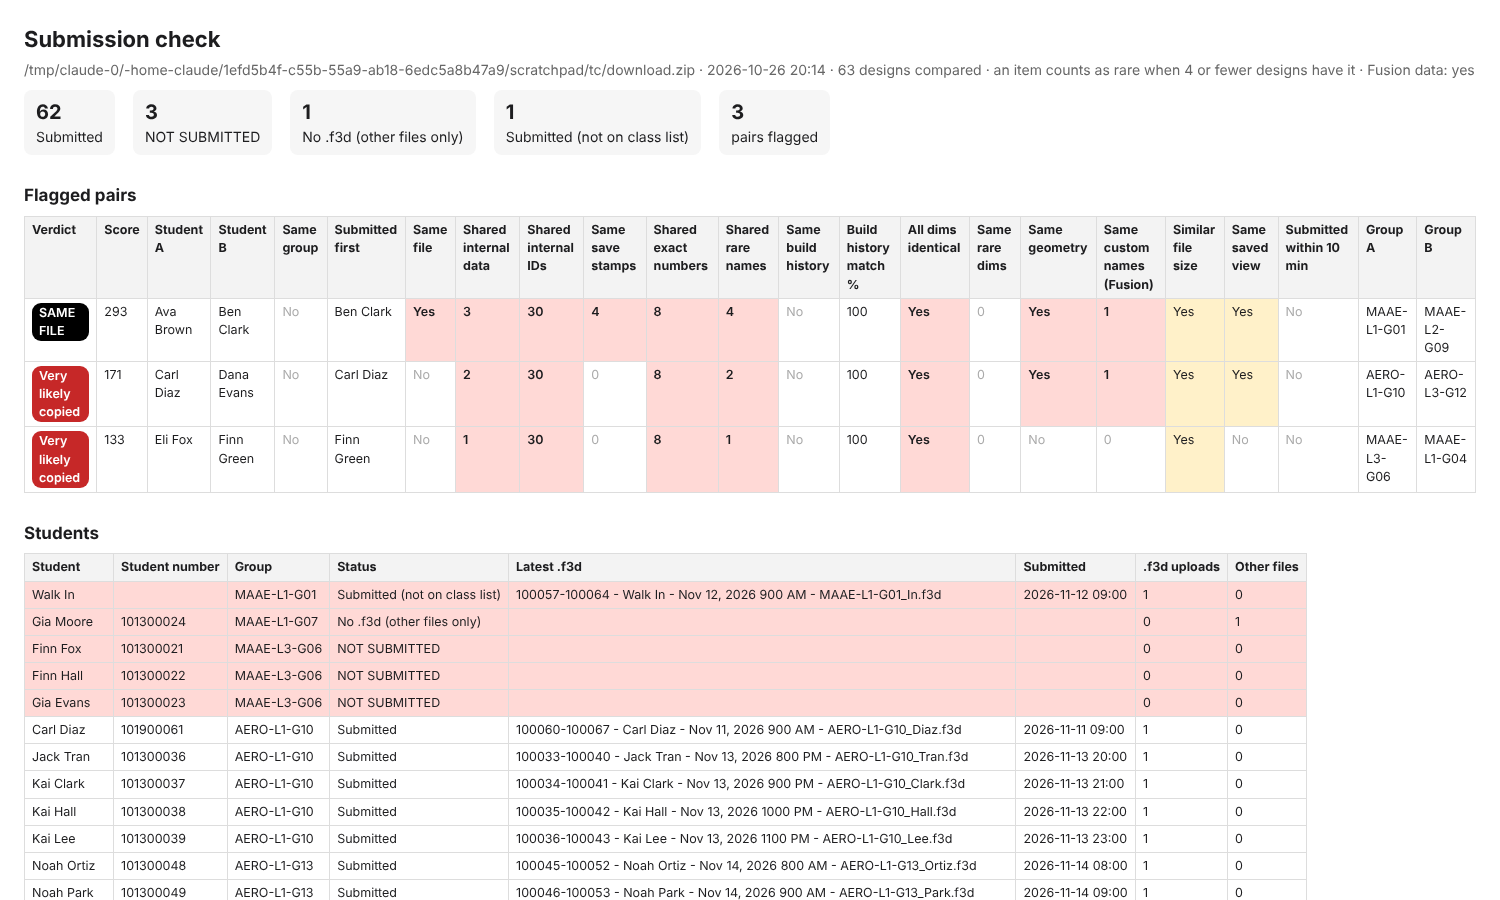 Submission check
/tmp/claude-0/-home-claude/1efd5b4f-c55b-55a9-ab18-6edc5a8b47a9/scratchpad/tc/download.zip · 2026-10-26 20:14 · 63 designs compared · an item counts as rare when 4 or fewer designs have it · Fusion data: yes
62 3 1 1 3
Submitted NOT SUBMITTED No .f3d (other files only) Submitted (not on class list) pairs flagged
Flagged pairs
Verdict Score Student A Student B Same group Submitted first Same file Shared internal data Shared internal IDs Same save stamps Shared exact numbers Shared rare names Same build history Build history match % All dims identical Same rare dims Same geometry Same custom names (Fusion) Similar file size Same saved view Submitted within 10 min Group A Group B
SAME FILE 293 Ava Brown Ben Clark No Ben Clark Yes 3 30 4 8 4 No 100 Yes 0 Yes 1 Yes Yes No MAAE-L1-G01 MAAE-L2-G09
Very likely copied 171 Carl Diaz Dana Evans No Carl Diaz No 2 30 0 8 2 No 100 Yes 0 Yes 1 Yes Yes No AERO-L1-G10 AERO-L3-G12
Very likely copied 133 Eli Fox Finn Green No Finn Green No 1 30 0 8 1 No 100 Yes 0 No 0 Yes No No MAAE-L3-G06 MAAE-L1-G04
Students
Student Student number Group Status Latest .f3d Submitted .f3d uploads Other files
Walk In MAAE-L1-G01 Submitted (not on class list) 100057-100064 - Walk In - Nov 12, 2026 900 AM - MAAE-L1-G01_In.f3d 2026-11-12 09:00 1 0
Gia Moore 101300024 MAAE-L1-G07 No .f3d (other files only) 0 1
Finn Fox 101300021 MAAE-L3-G06 NOT SUBMITTED 0 0
Finn Hall 101300022 MAAE-L3-G06 NOT SUBMITTED 0 0
Gia Evans 101300023 MAAE-L3-G06 NOT SUBMITTED 0 0
Carl Diaz 101900061 AERO-L1-G10 Submitted 100060-100067 - Carl Diaz - Nov 11, 2026 900 AM - AERO-L1-G10_Diaz.f3d 2026-11-11 09:00 1 0
Jack Tran 101300036 AERO-L1-G10 Submitted 100033-100040 - Jack Tran - Nov 13, 2026 800 PM - AERO-L1-G10_Tran.f3d 2026-11-13 20:00 1 0
Kai Clark 101300037 AERO-L1-G10 Submitted 100034-100041 - Kai Clark - Nov 13, 2026 900 PM - AERO-L1-G10_Clark.f3d 2026-11-13 21:00 1 0
Kai Hall 101300038 AERO-L1-G10 Submitted 100035-100042 - Kai Hall - Nov 13, 2026 1000 PM - AERO-L1-G10_Hall.f3d 2026-11-13 22:00 1 0
Kai Lee 101300039 AERO-L1-G10 Submitted 100036-100043 - Kai Lee - Nov 13, 2026 1100 PM - AERO-L1-G10_Lee.f3d 2026-11-13 23:00 1 0
Noah Ortiz 101300048 AERO-L1-G13 Submitted 100045-100052 - Noah Ortiz - Nov 14, 2026 800 AM - AERO-L1-G13_Ortiz.f3d 2026-11-14 08:00 1 0
Noah Park 101300049 AERO-L1-G13 Submitted 100046-100053 - Noah Park - Nov 14, 2026 900 AM - AERO-L1-G13_Park.f3d 2026-11-14 09:00 1 0